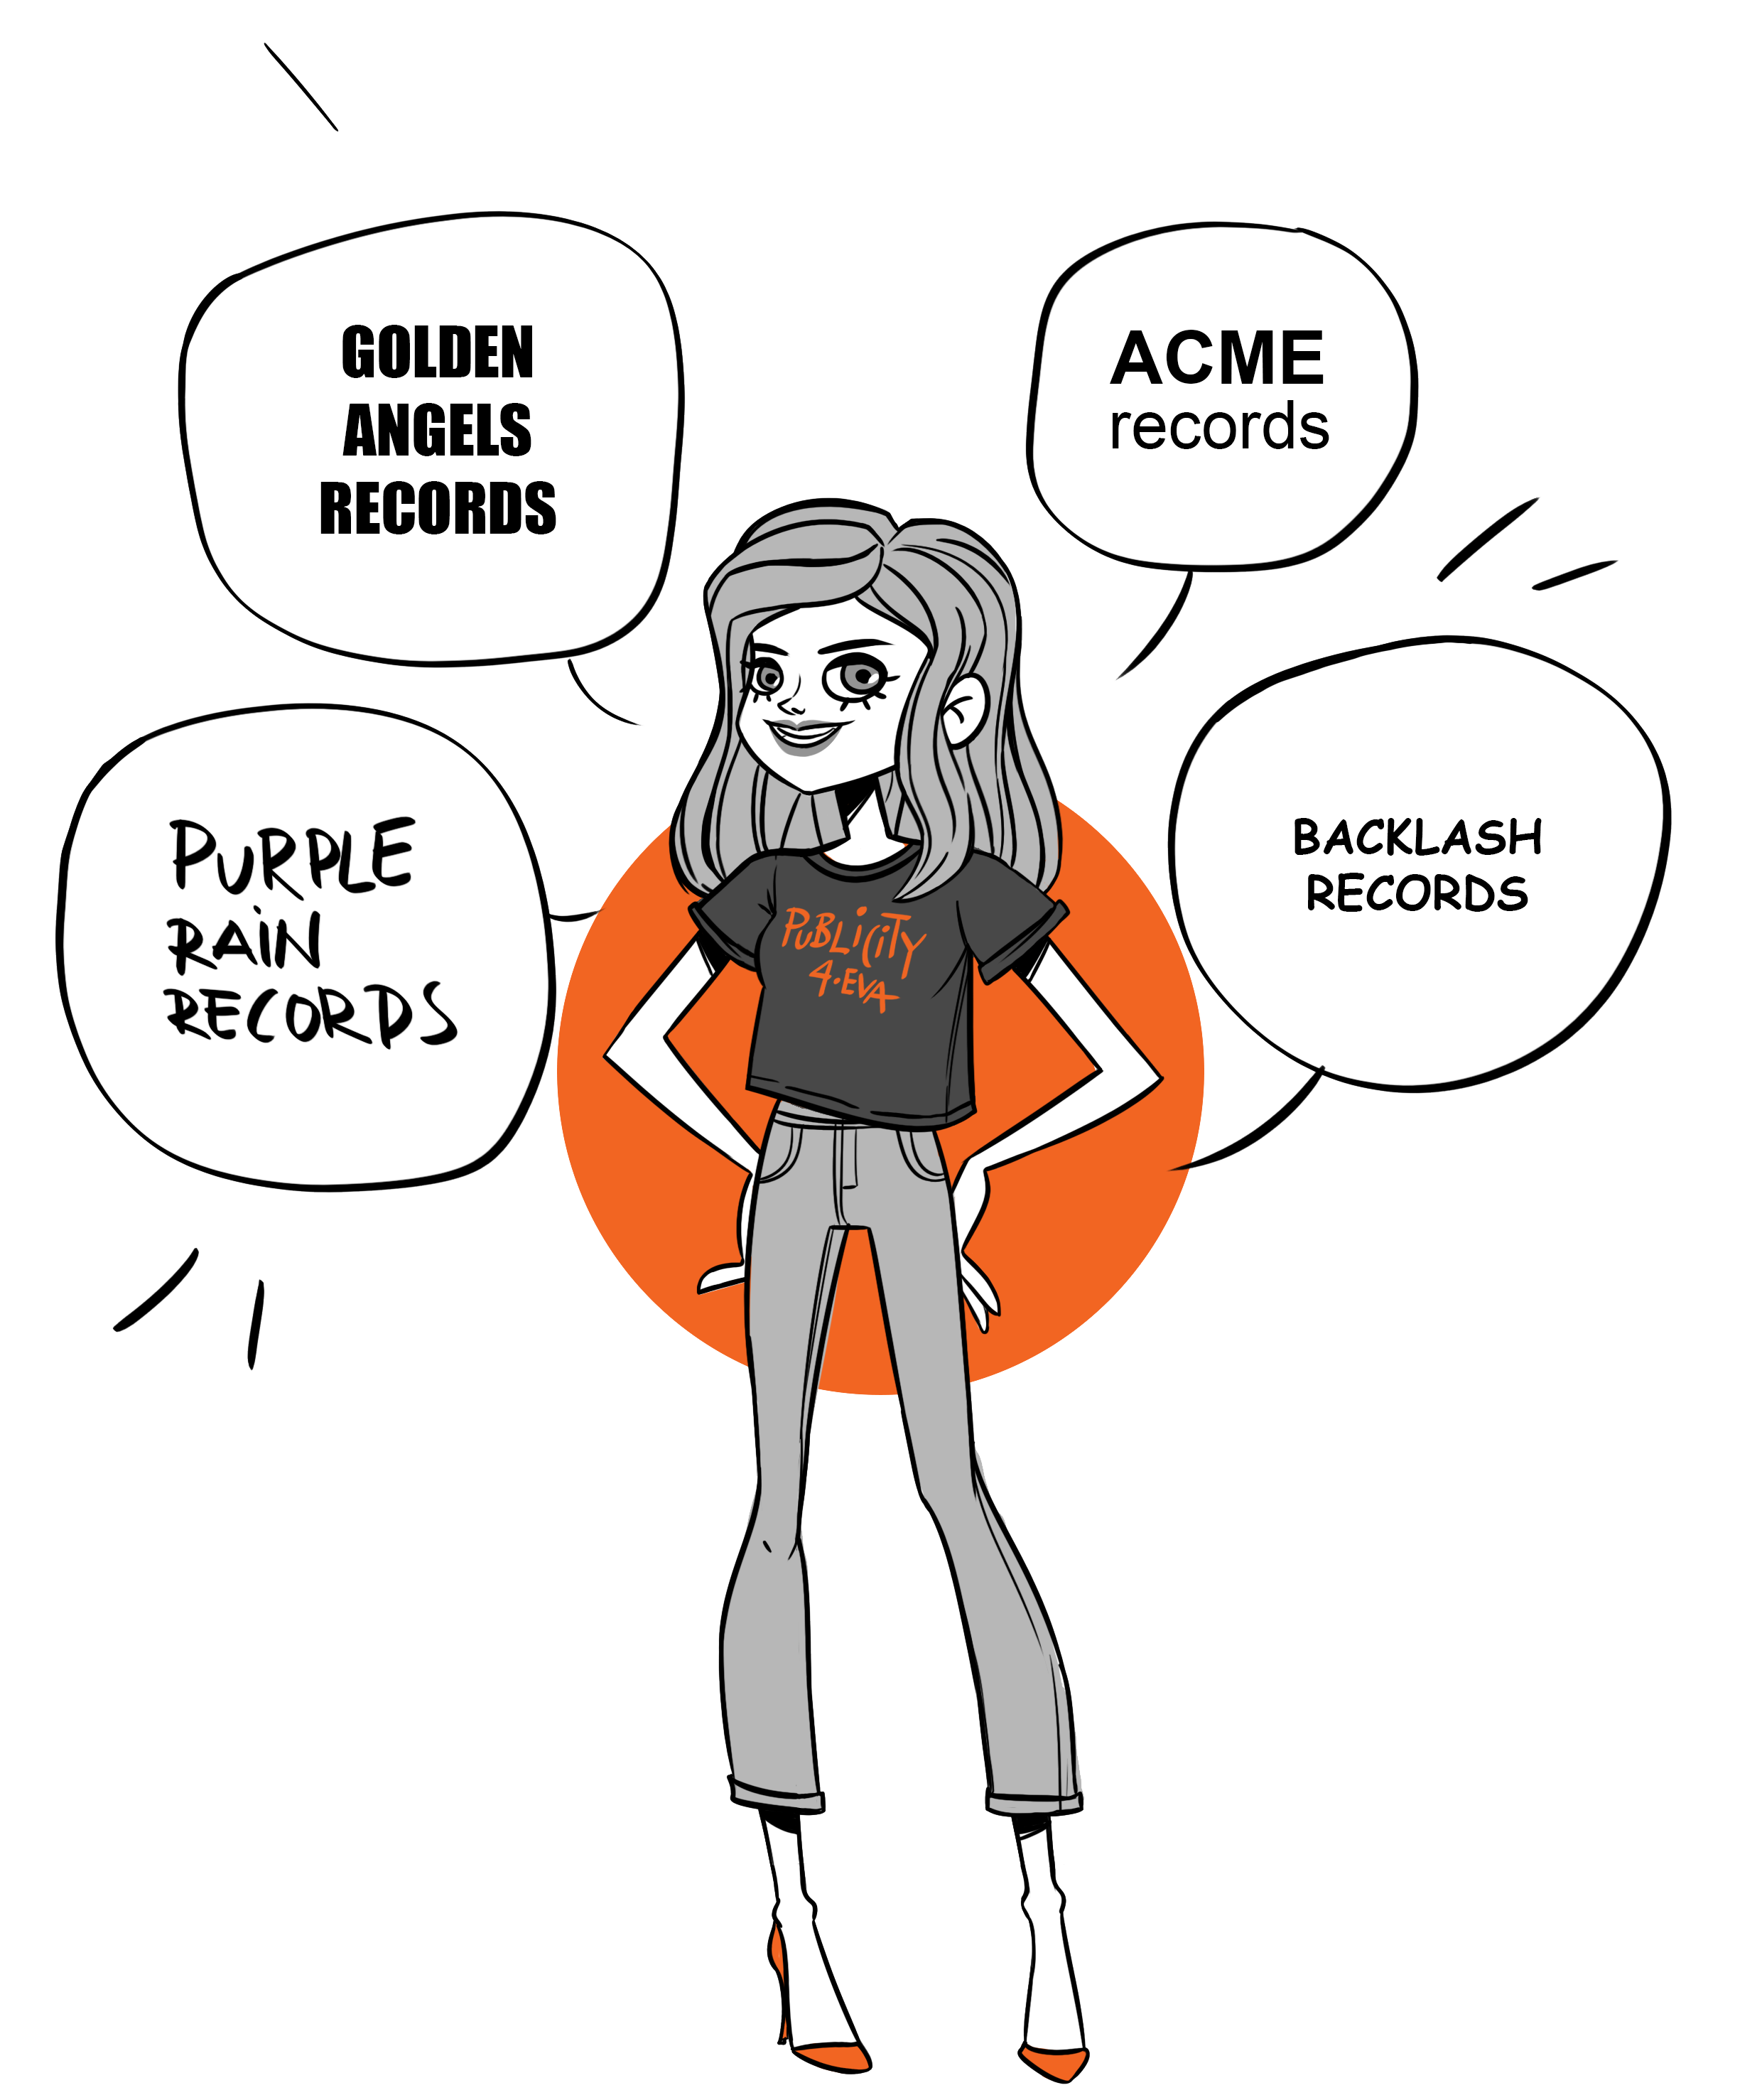 GOLDEN
ANGELS
RECORDS
ACME
records
PURPLE
RAIN
RECORDS
BACKLASH
RECORDS
PUBLICITY
4·EVA